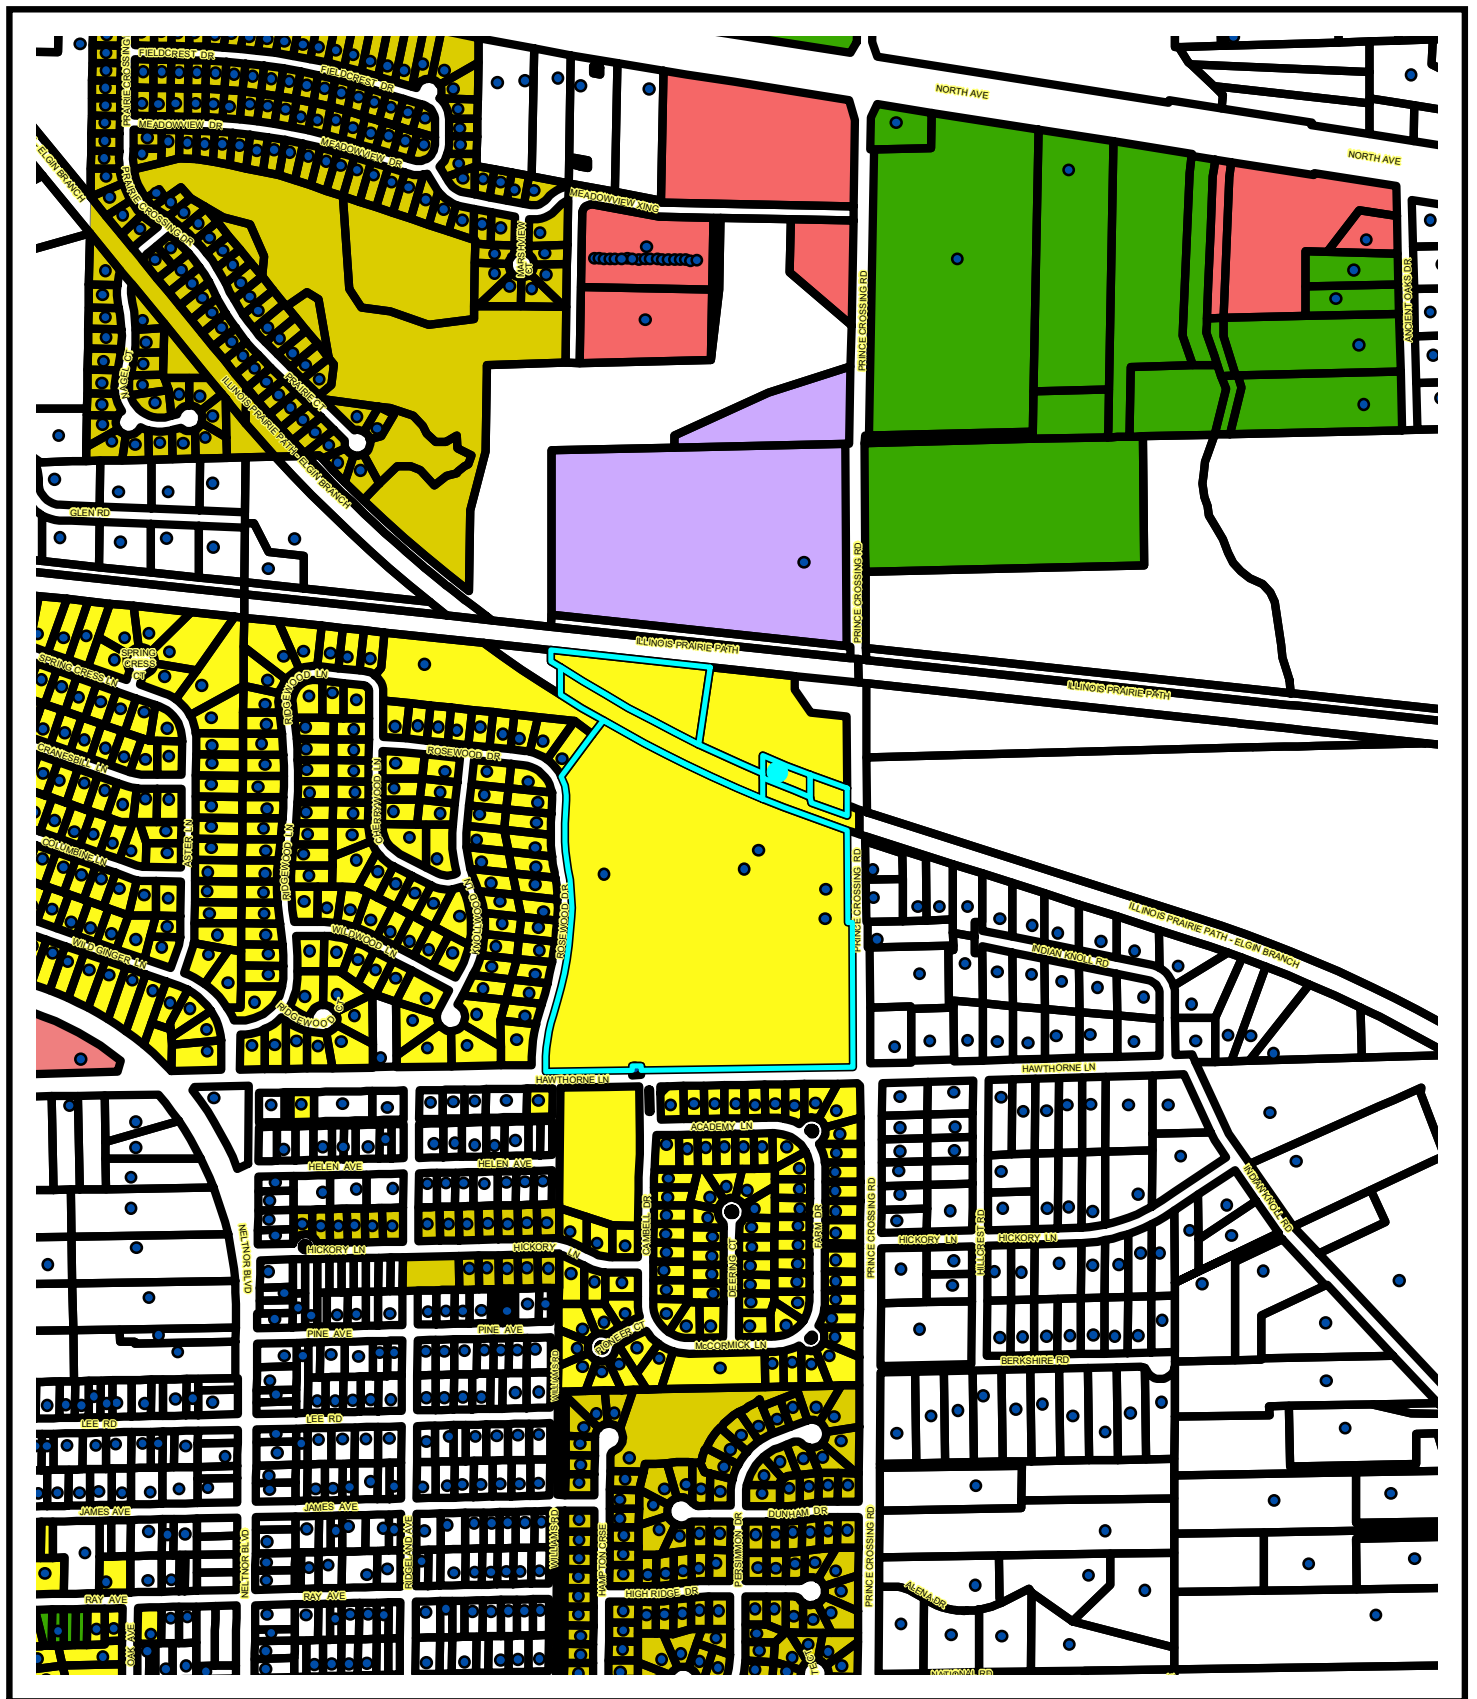 FIELDCREST DR
FIELDCREST DR
PRAIRIE CROSSING
NORTH AVE
MEADOWVIEW DR
MEADOWVIEW DR
NORTH AVE
- ELGIN BRANCH
PRAIRIE CROSSING DR
MEADOWVIEW XING
MARSHVIEW
CT
PRINCE CROSSING RD
ANCIENT OAKS DR
NAGEL CT
PRAIRIE CT
ILLINOIS PRAIRIE PATH - ELGIN BRANCH
GLEN RD
PRINCE CROSSING RD
ILLINOIS PRAIRIE PATH
SPRING
CRESS
CT
SPRING CRESS LN
RIDGEWOOD LN
ILLINOIS PRAIRIE PATH
CRANESBILL LN
ROSEWOOD DR
CHERRYWOOD LN
ASTER LN
RIDGEWOOD LN
COLUMBINE LN
KNOLLWOOD LN
ROSEWOOD DR
PRINCE CROSSING RD
ILLINOIS PRAIRIE PATH - ELGIN BRANCH
WILD GINGER LN
WILDWOOD LN
INDIAN KNOLL RD
RIDGEWOOD CT
HAWTHORNE LN
HAWTHORNE LN
ACADEMY LN
HELEN AVE
HELEN AVE
INDIAN KNOLL RD
NELTNOR BLVD
CAMBELL DR
FARM DR
PRINCE CROSSING RD
HICKORY LN
HICKORY LN
HICKORY LN
HICKORY LN
HILLCREST RD
DEERING CT
PINE AVE
PINE AVE
PIONEER CT
McCORMICK LN
WILLIAMS RD
BERKSHIRE RD
LEE RD
LEE RD
JAMES AVE
JAMES AVE
DUNHAM DR
PRINCE CROSSING RD
NELTNOR BLVD
RIDGELAND AVE
WILLIAMS RD
HAMPTON CRSE
PERSIMMON DR
HIGH RIDGE DR
ALENA DR
RAY AVE
RAY AVE
OAK AVE
NATIONAL RD